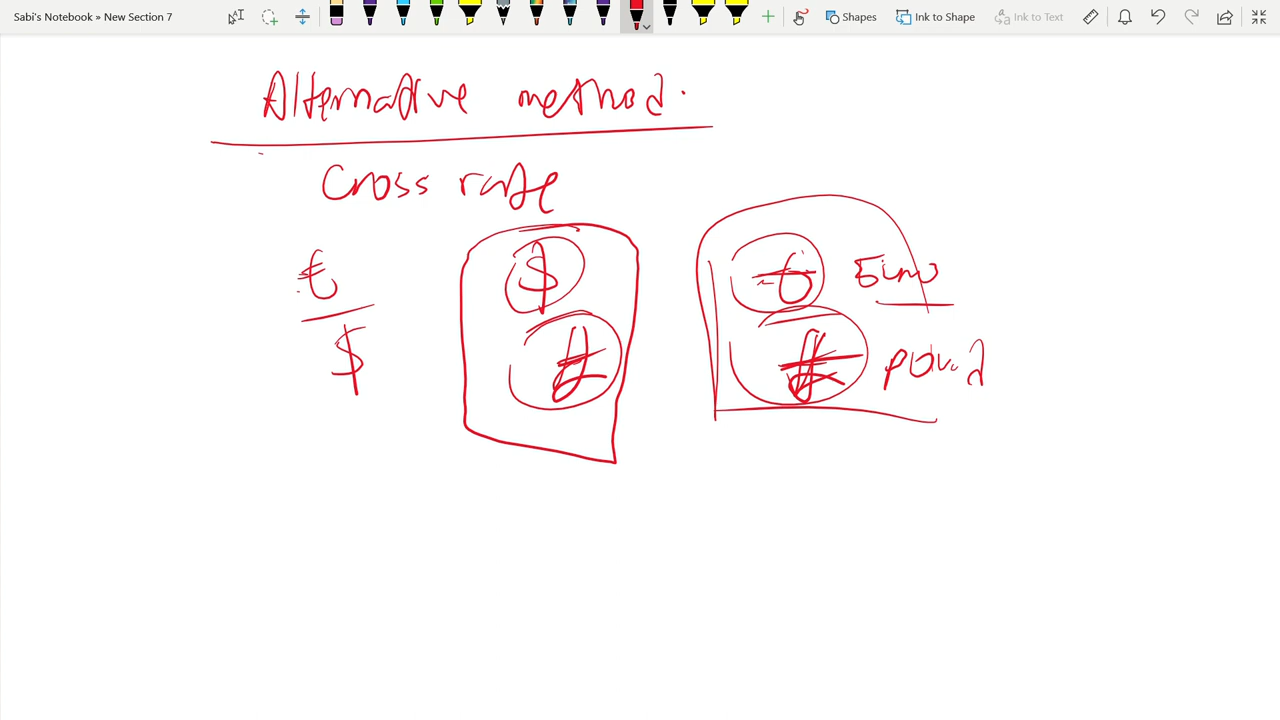 Sabi's Notebook » New Section 7
Shapes
Ink to Shape
Ink to Text
Alternative method.
Cross rate
€ $ € Euro
$ £ £ pound